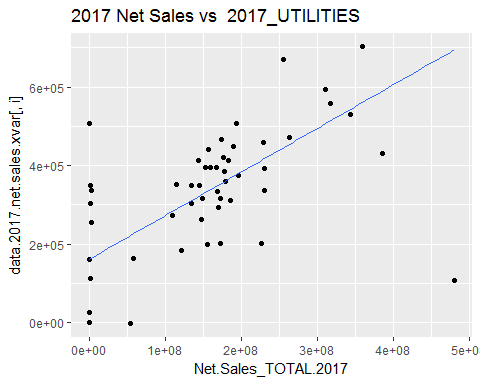 2017 Net Sales vs  2017_UTILITIES
data.2017.net.sales.xvar[, i]
6e+05
4e+05
2e+05
0e+00
0e+00 1e+08 2e+08 3e+08 4e+08 5e+08
Net.Sales_TOTAL.2017